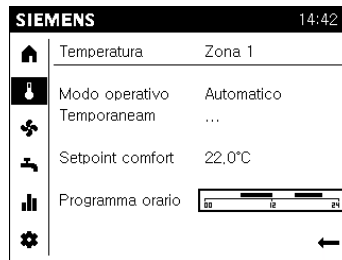 SIEMENS 14:42
Temperatura Zona 1
Modo operativo Automatico
Temporaneam ...
Setpoint comfort 22,0°C
Programma orario
00 12 24